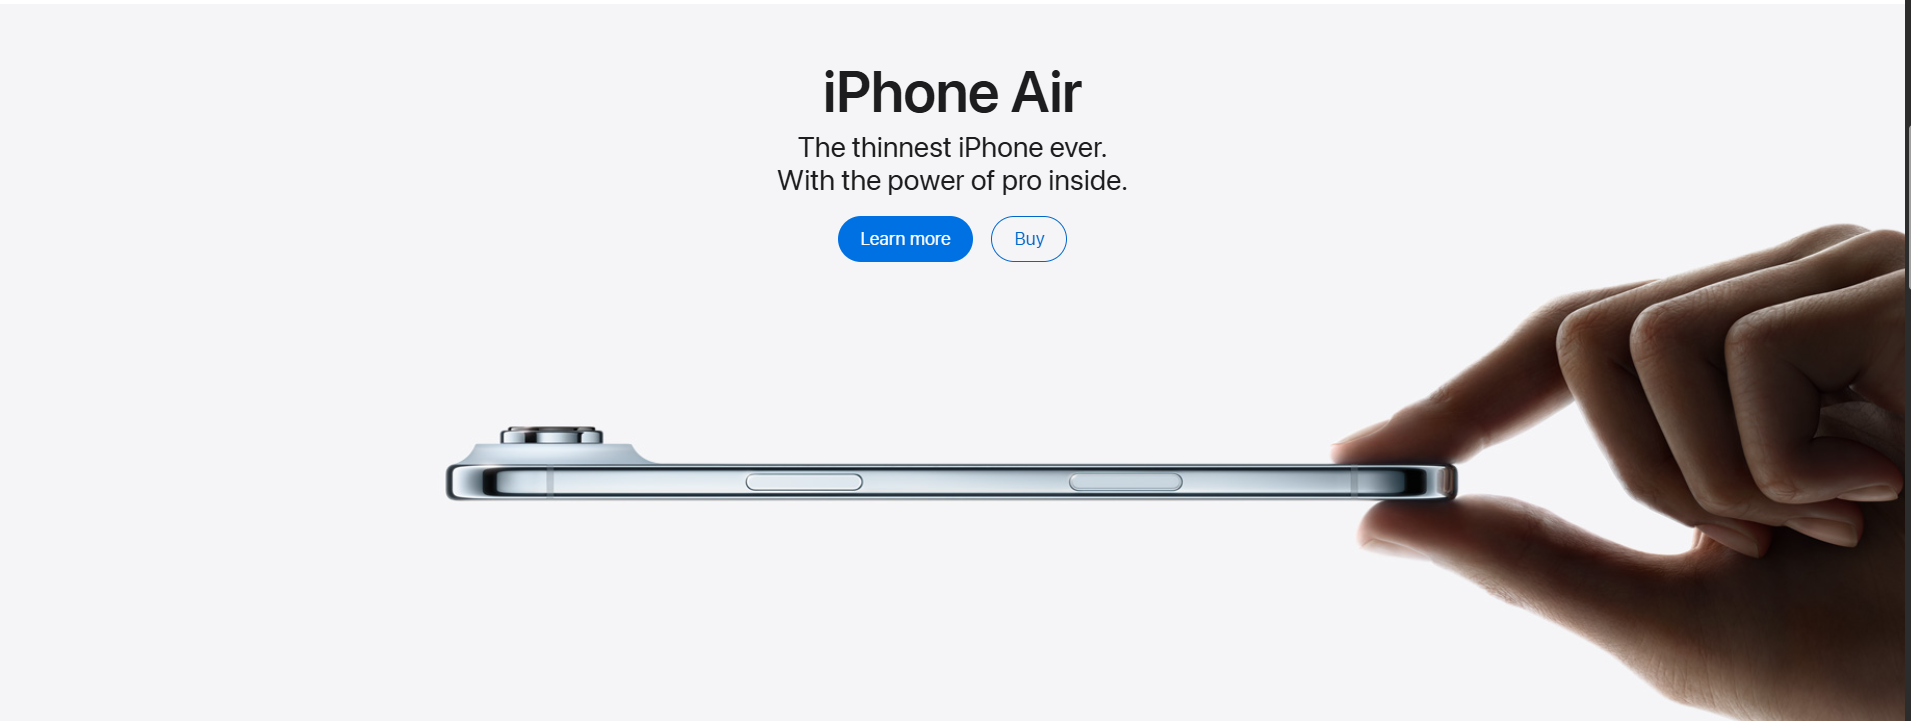 iPhone Air
The thinnest iPhone ever.
With the power of pro inside.
Learn more
Buy